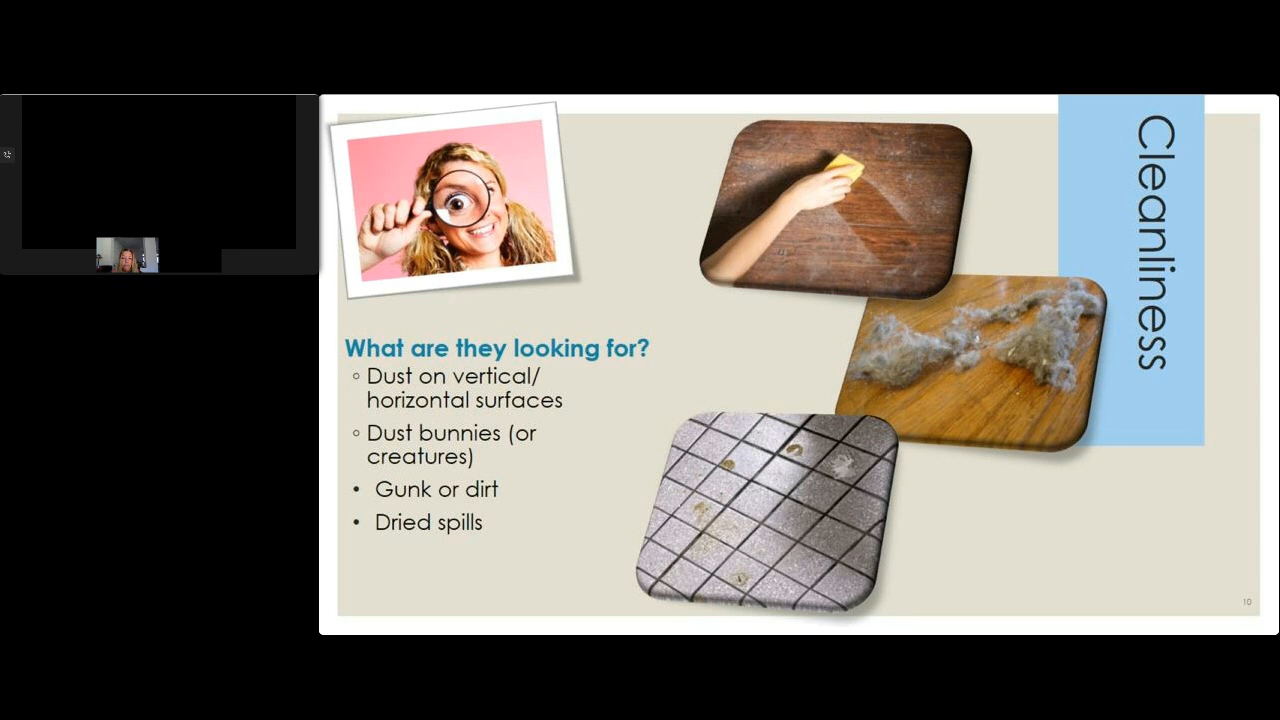 Cleanliness
What are they looking for?
◦ Dust on vertical/
horizontal surfaces
◦ Dust bunnies (or
creatures)
• Gunk or dirt
• Dried spills
10